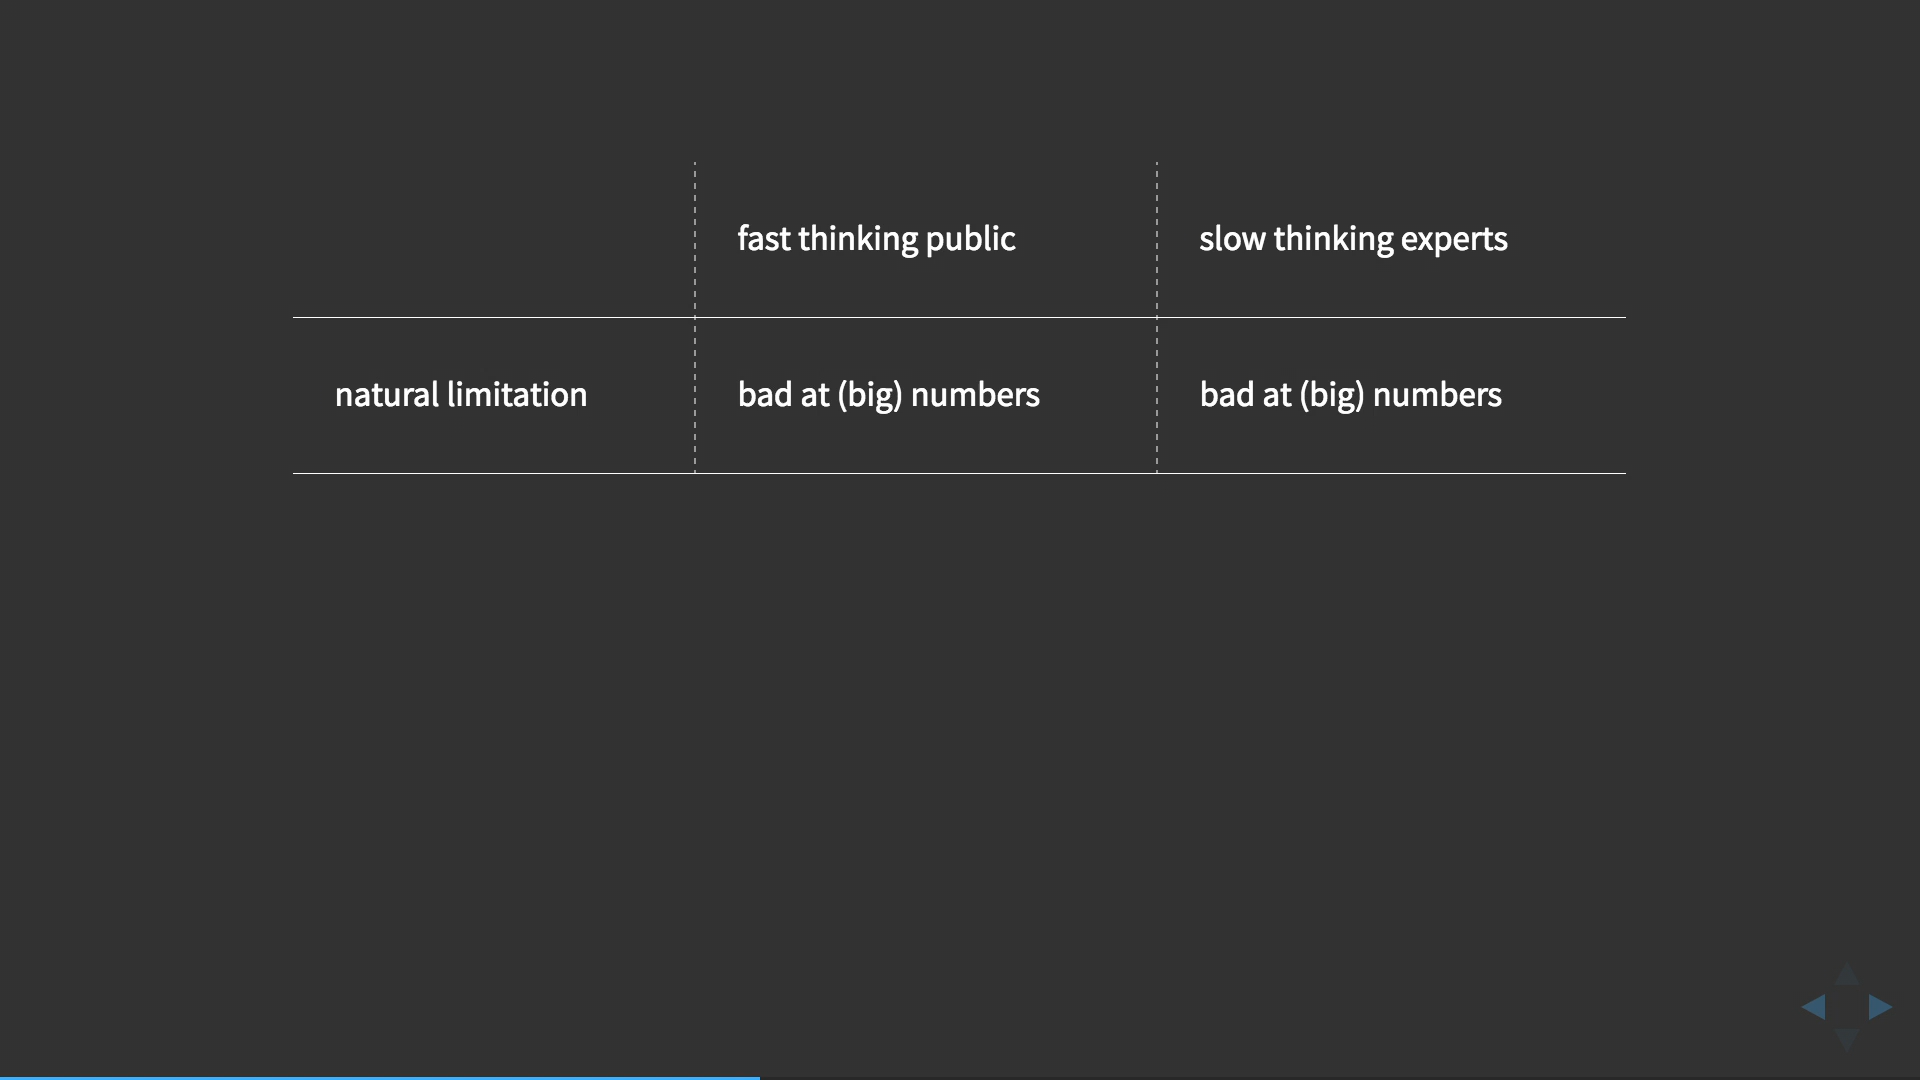 fast thinking public
slow thinking experts
natural limitation
bad at (big) numbers
bad at (big) numbers